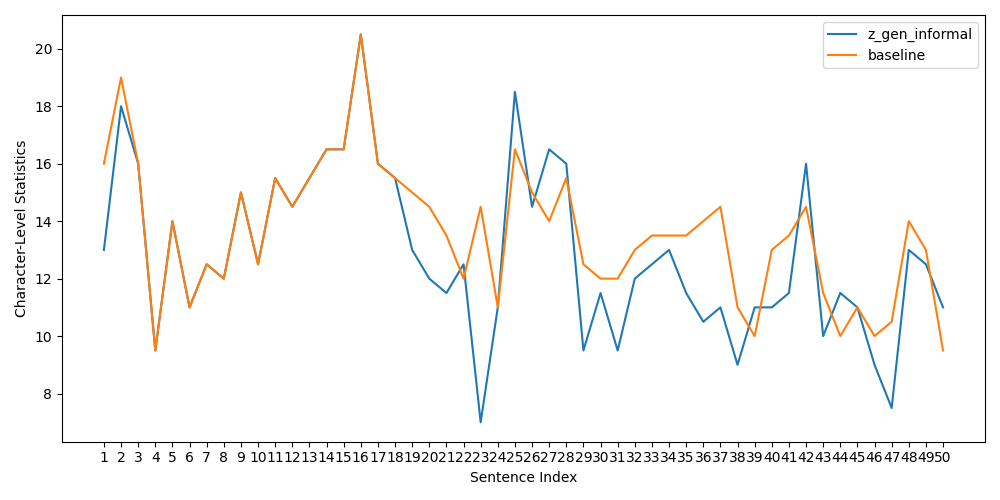 z_gen_informal
baseline
20
18
16
14
12
10
8
Character-Level Statistics
1 2 3 4 5 6 7 8 9 10 11 12 13 14 15 16 17 18 19 20 21 22 23 24 25 26 27 28 29 30 31 32 33 34 35 36 37 38 39 40 41 42 43 44 45 46 47 48 49 50
Sentence Index